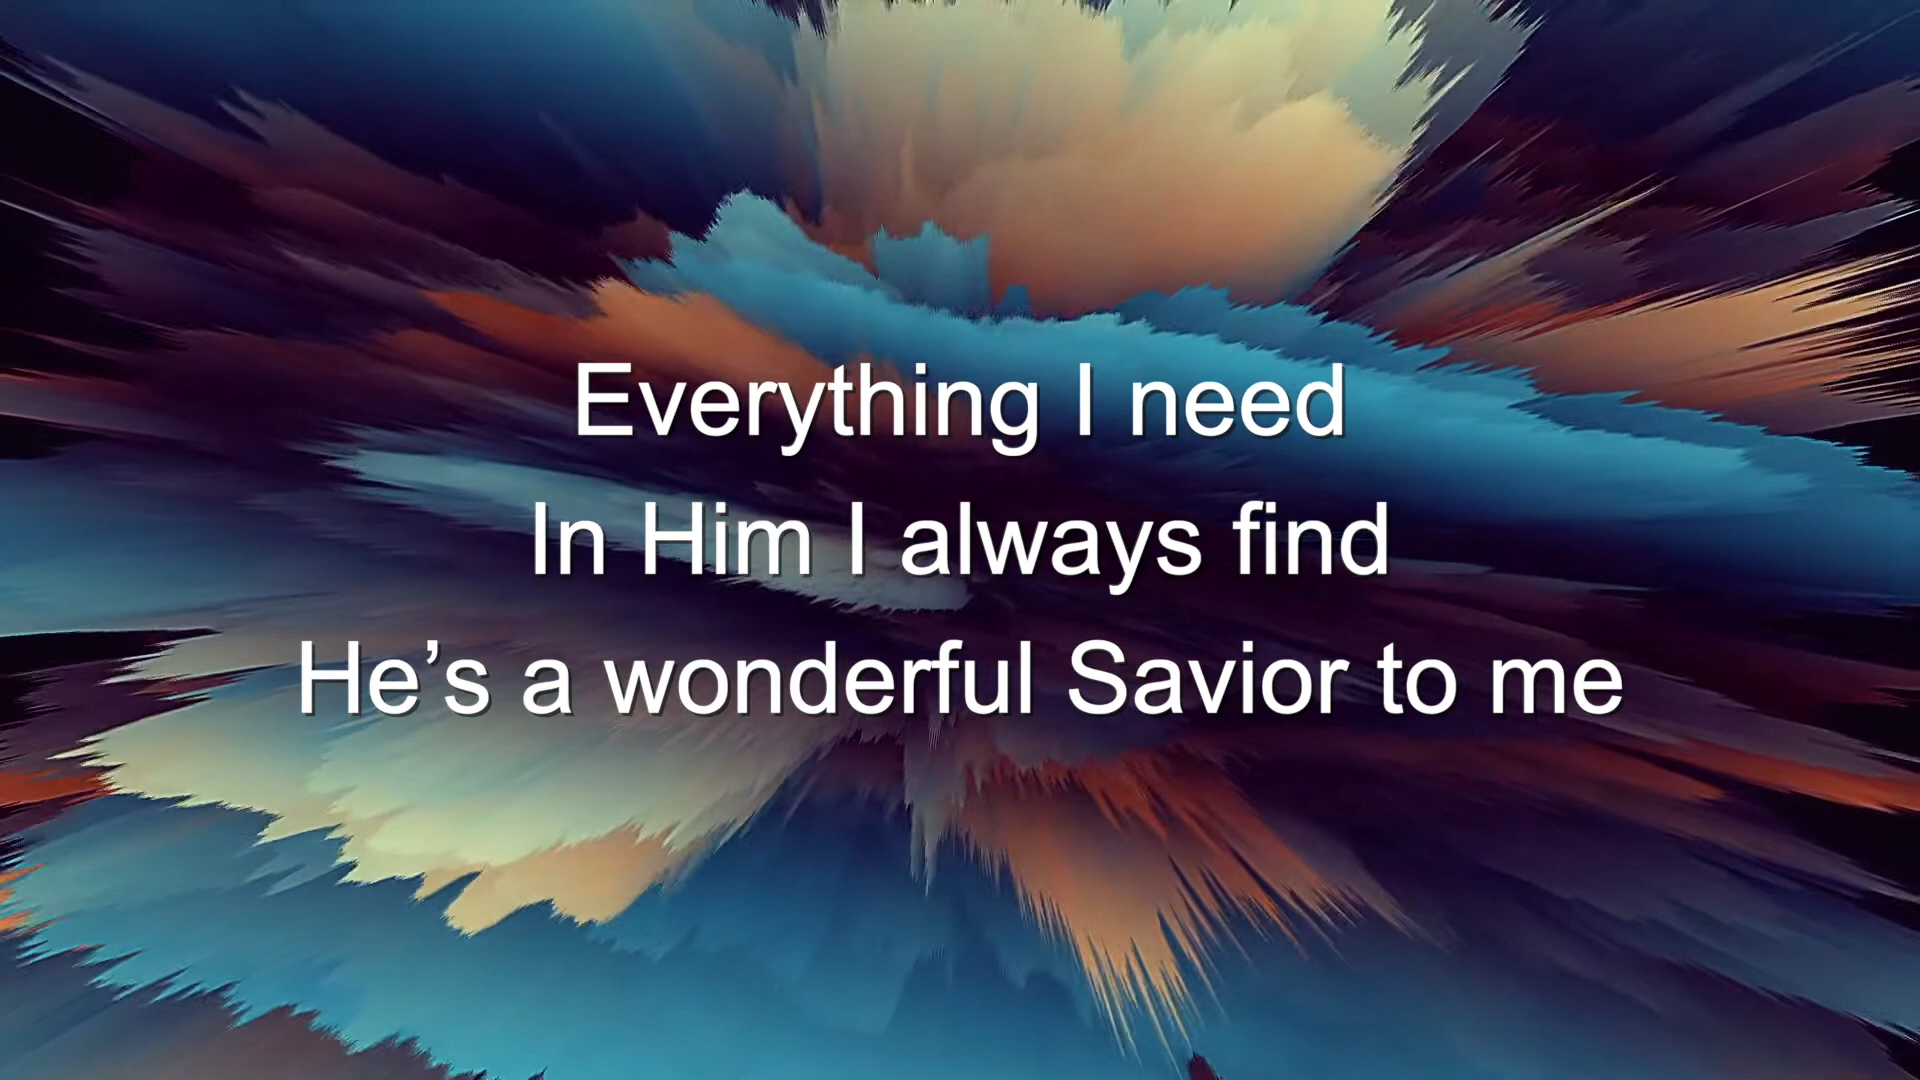 Everything I need
In Him I always find
He’s a wonderful Savior to me